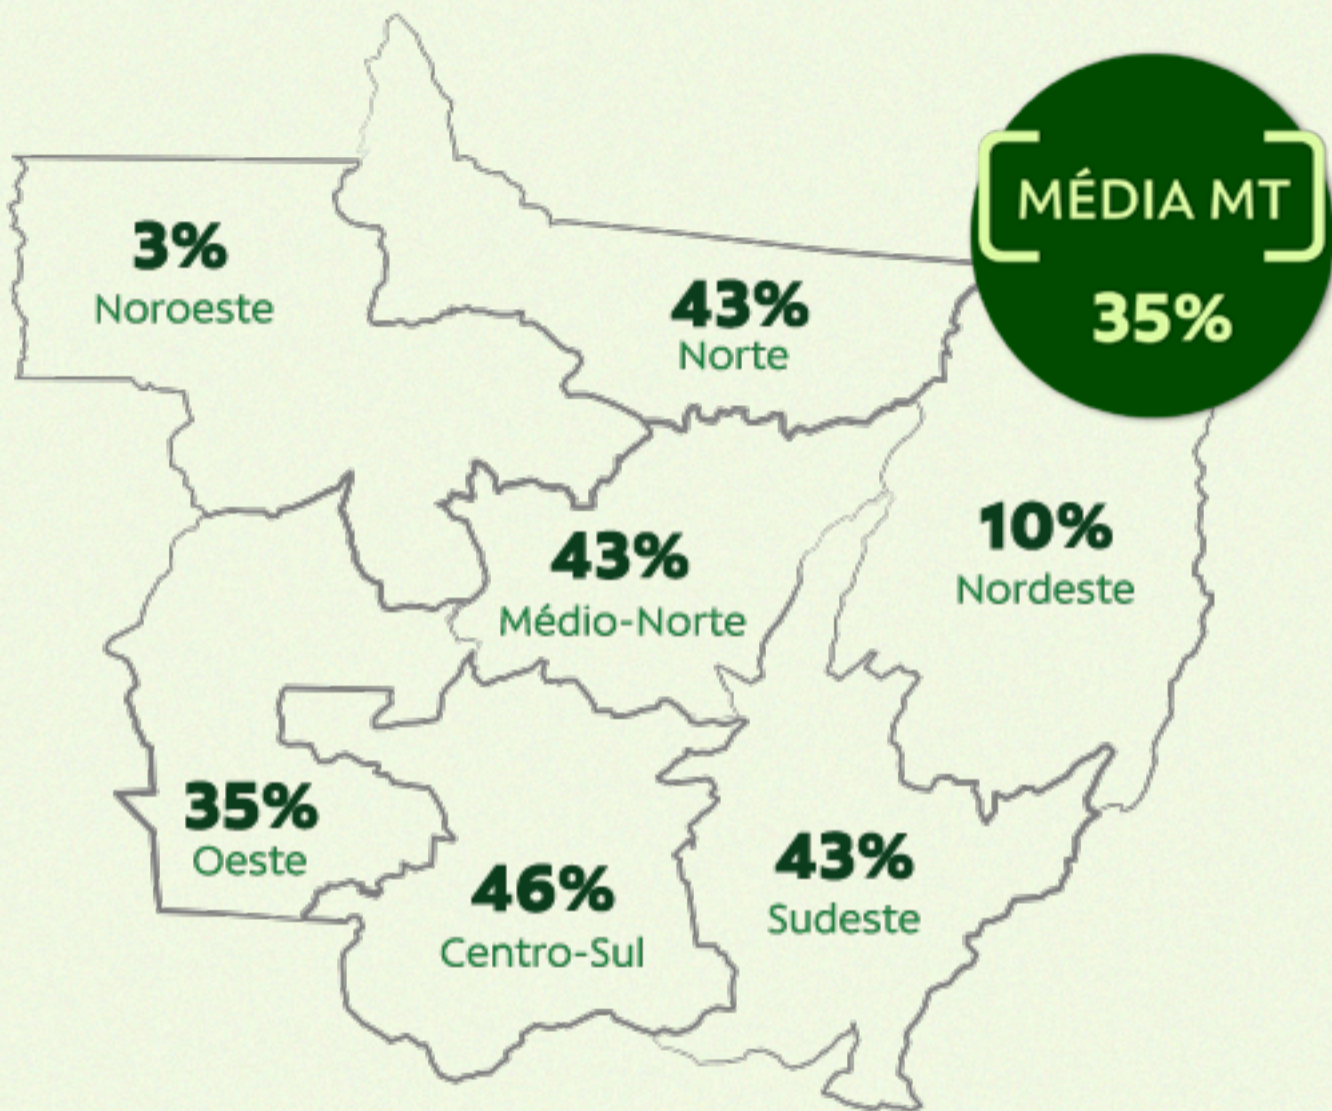 MÉDIA MT
35%
3%
Noroeste
43%
Norte
10%
Nordeste
43%
Médio-Norte
35%
Oeste
46%
Centro-Sul
43%
Sudeste